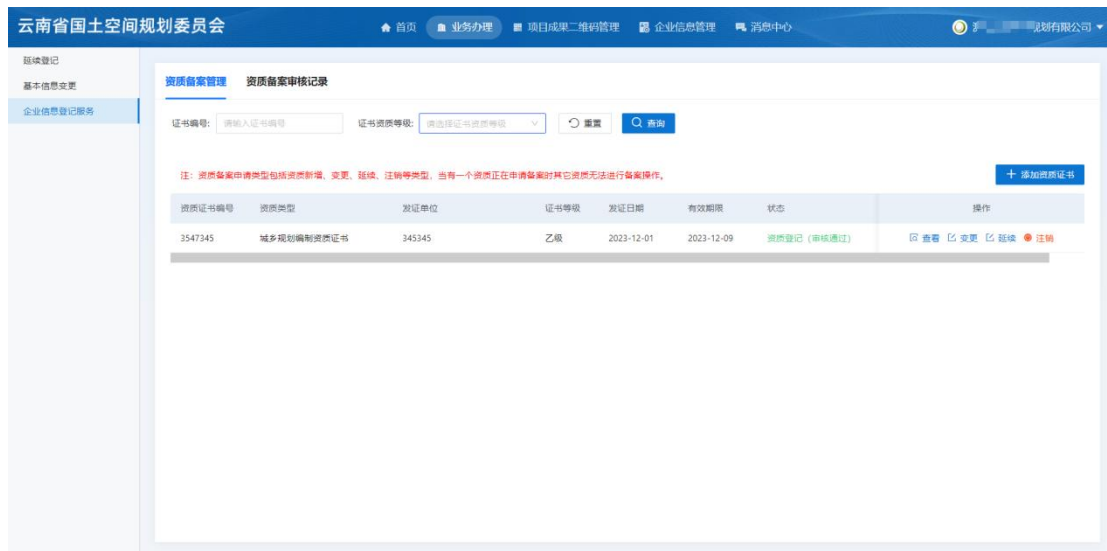 云南省国土空间规划委员会 首页 业务办理 项目成果二维码管理 企业信息管理 消息中心 划有限公司
延续登记
基本信息变更
企业信息登记服务
资质备案管理 资质备案审核记录
证书编号: 请输入证书编号 证书资质等级: 请选择证书资质等级 重置 查询
注：资质备案申请类型包括资质新增、变更、延续、注销等类型，当有一个资质正在申请备案时其它资质无法进行备案操作。 添加资质证书
资质证书编号 资质类型 发证单位 证书等级 发证日期 有效期限 状态 操作
3547345 城乡规划编制资质证书 345345 乙级 2023-12-01 2023-12-09 资质登记（审核通过） 查看 变更 延续 注销